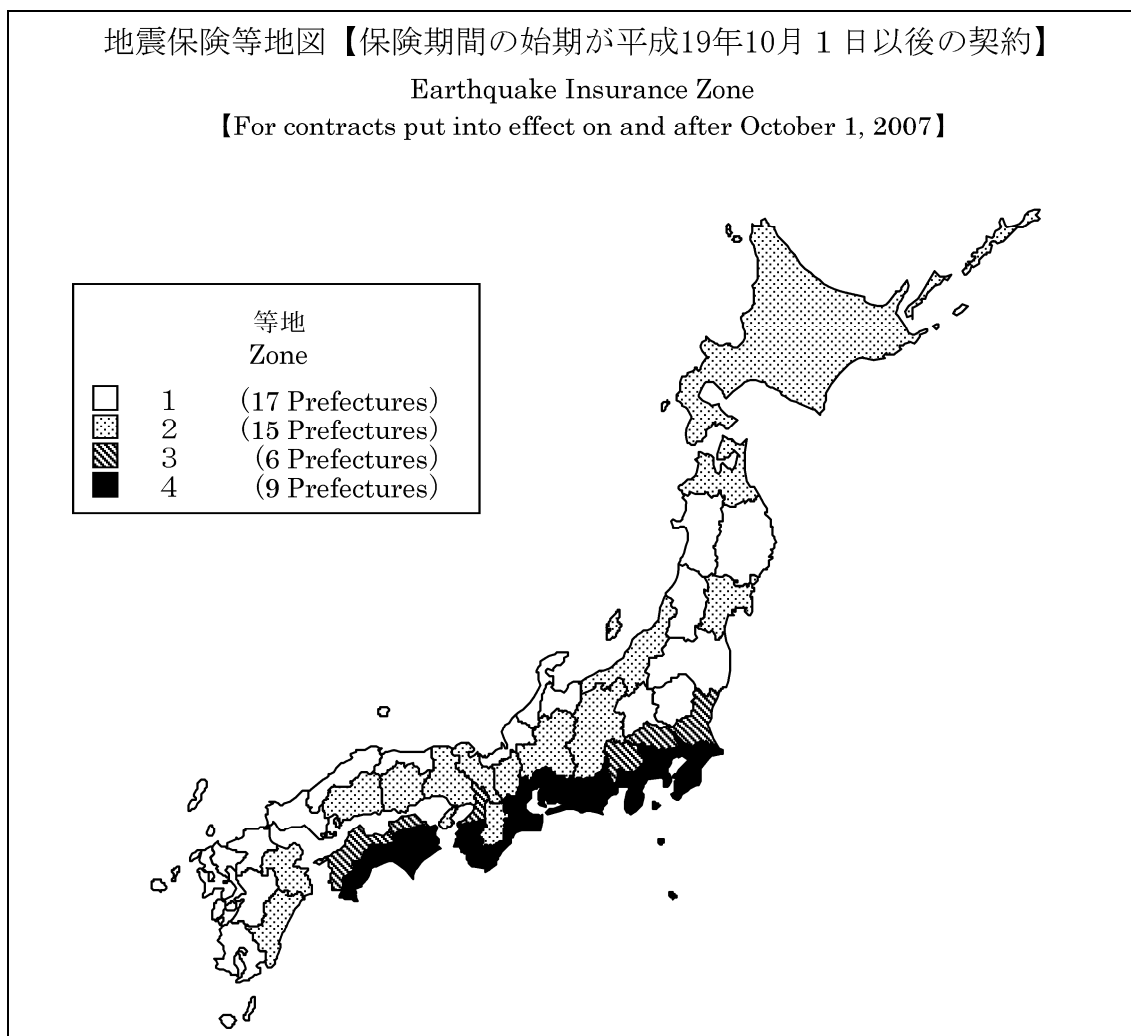 地震保険等地図【保険期間の始期が平成19年10月１日以後の契約】
Earthquake Insurance Zone
【For contracts put into effect on and after October 1, 2007】
等地
Zone
１ (17 Prefectures)
２ (15 Prefectures)
３ (6 Prefectures)
４ (9 Prefectures)